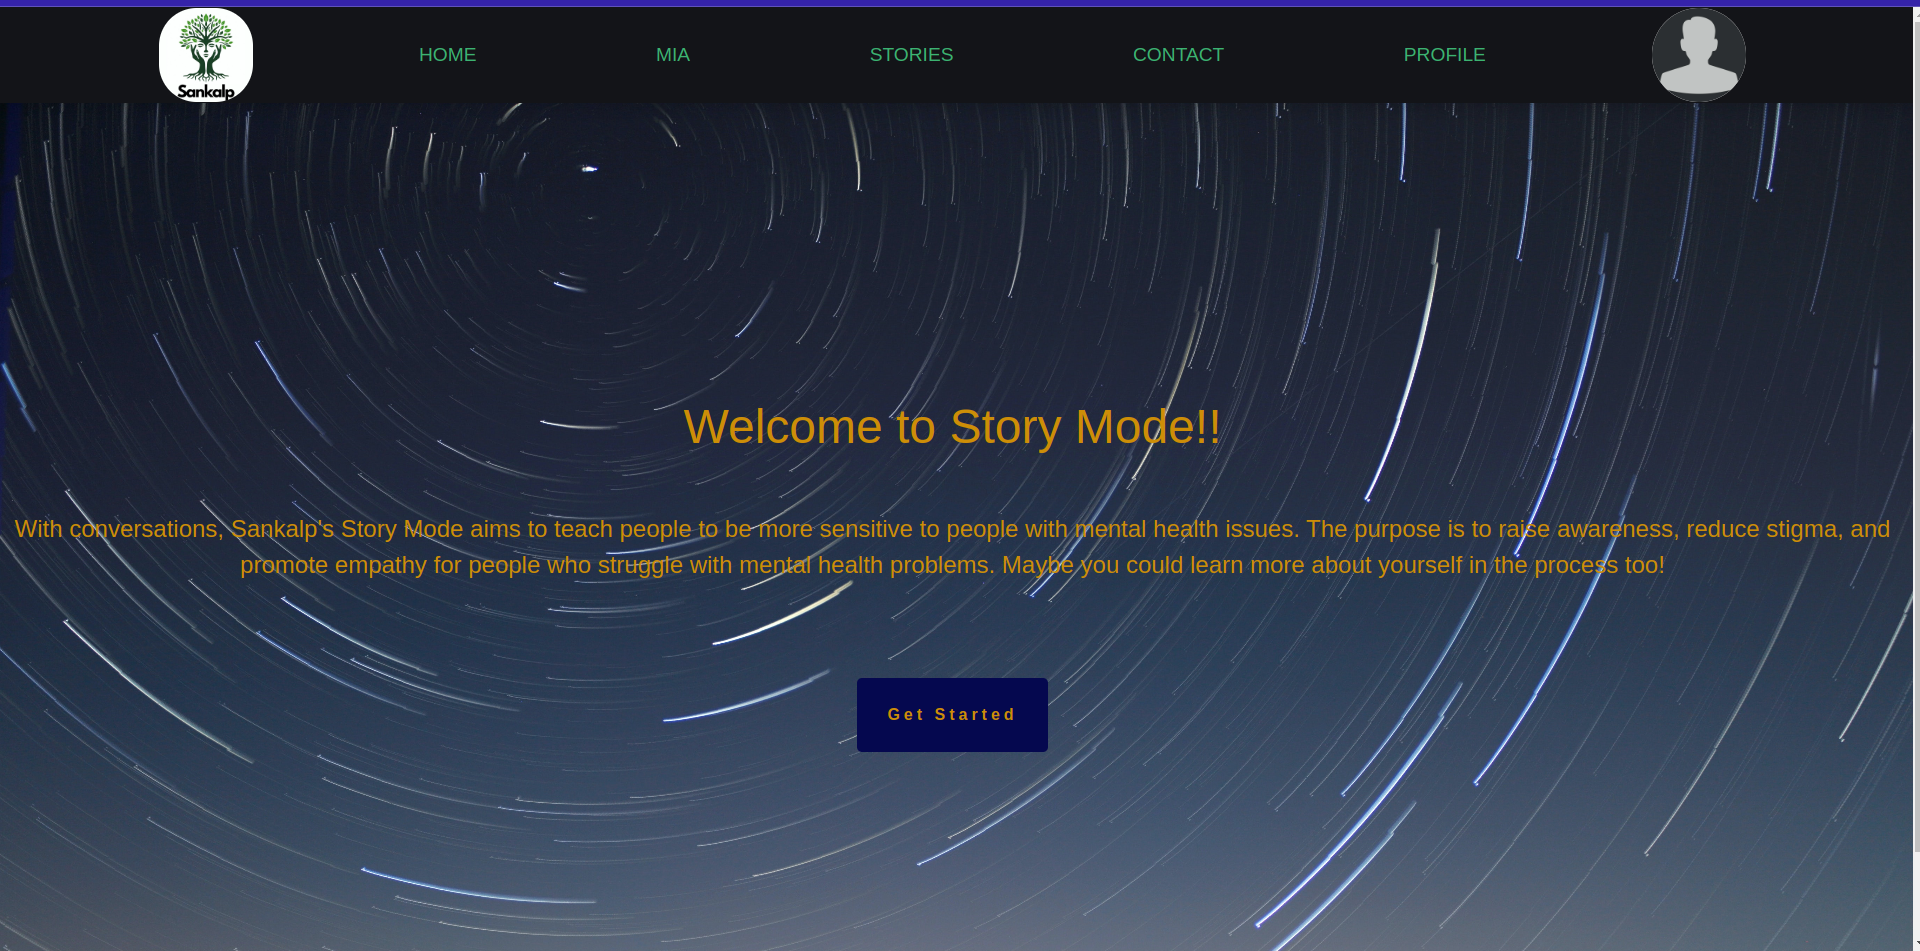 Sankalp
HOME
MIA
STORIES
CONTACT
PROFILE
Welcome to Story Mode!!
With conversations, Sankalp's Story Mode aims to teach people to be more sensitive to people with mental health issues. The purpose is to raise awareness, reduce stigma, and
promote empathy for people who struggle with mental health problems. Maybe you could learn more about yourself in the process too!
Get Started